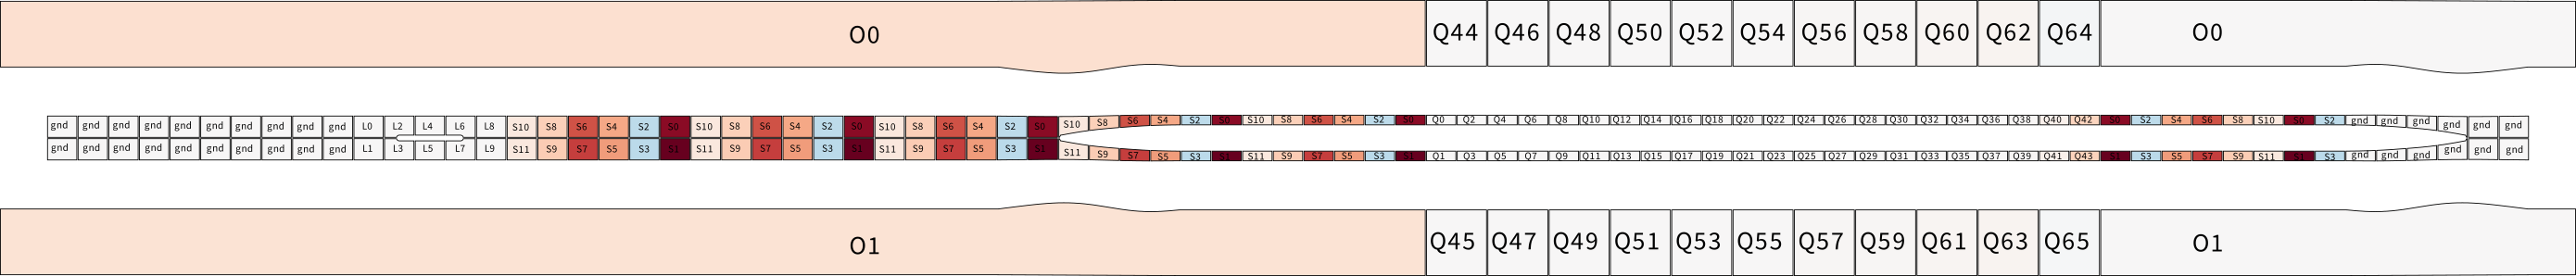 O0 Q44 Q46 Q48 Q50 Q52 Q54 Q56 Q58 Q60 Q62 Q64 O0
gnd gnd gnd gnd gnd gnd gnd gnd gnd gnd L0 L2 L4 L6 L8 S10 S8 S6 S4 S2 S0 S10 S8 S6 S4 S2 S0 S10 S8 S6 S4 S2 S0 S10 S8 S6 S4 S2 S0 S10 S8 S6 S4 S2 S0 Q0 Q2 Q4 Q6 Q8 Q10 Q12 Q14 Q16 Q18 Q20 Q22 Q24 Q26 Q28 Q30 Q32 Q34 Q36 Q38 Q40 Q42 S0 S2 S4 S6 S8 S10 S0 S2 gnd gnd gnd gnd gnd gnd
gnd gnd gnd gnd gnd gnd gnd gnd gnd gnd L1 L3 L5 L7 L9 S11 S9 S7 S5 S3 S1 S11 S9 S7 S5 S3 S1 S11 S9 S7 S5 S3 S1 S11 S9 S7 S5 S3 S1 S11 S9 S7 S5 S3 S1 Q1 Q3 Q5 Q7 Q9 Q11 Q13 Q15 Q17 Q19 Q21 Q23 Q25 Q27 Q29 Q31 Q33 Q35 Q37 Q39 Q41 Q43 S1 S3 S5 S7 S9 S11 S1 S3 gnd gnd gnd gnd gnd gnd
O1 Q45 Q47 Q49 Q51 Q53 Q55 Q57 Q59 Q61 Q63 Q65 O1